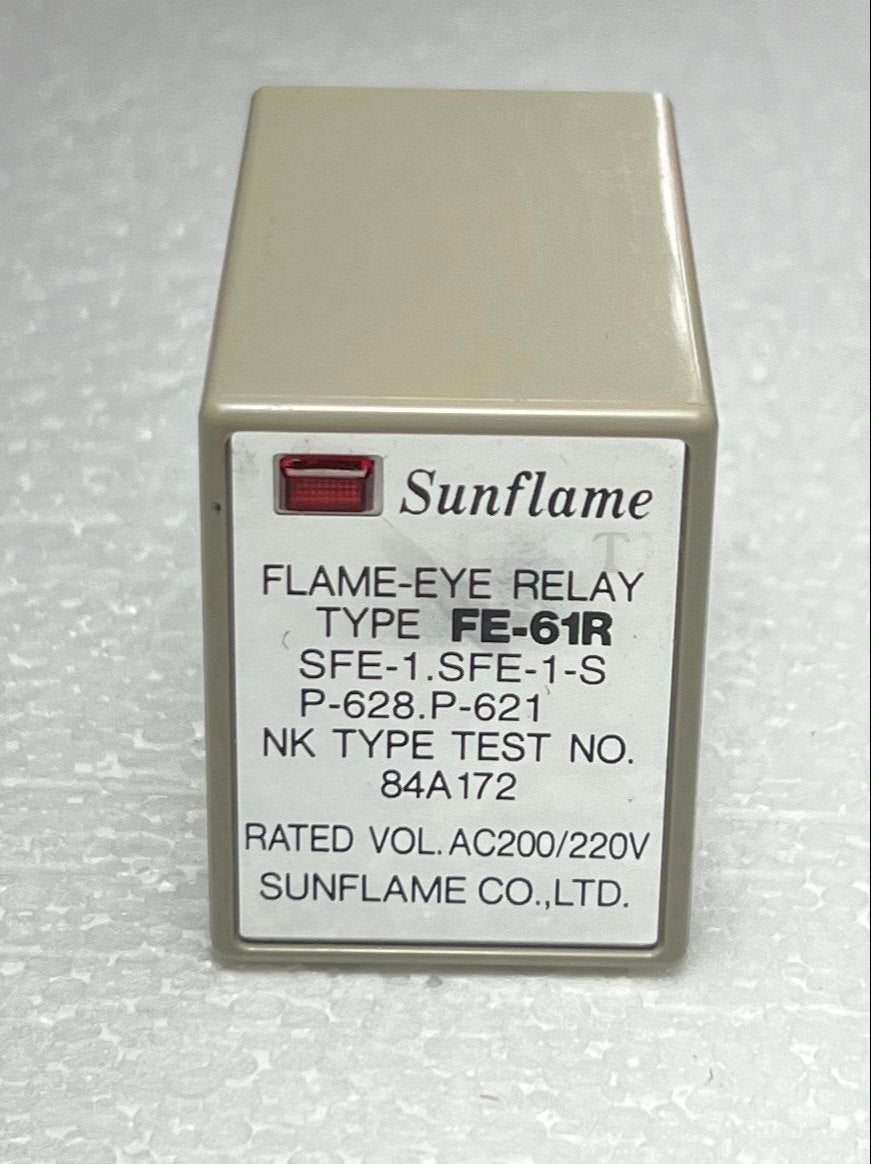 Sunflame
T
FLAME-EYE RELAY
TYPE FE-61R
SFE-1.SFE-1-S
P-628.P-621
NK TYPE TEST NO.
84A172
RATED VOL. AC200/220V
SUNFLAME CO.,LTD.